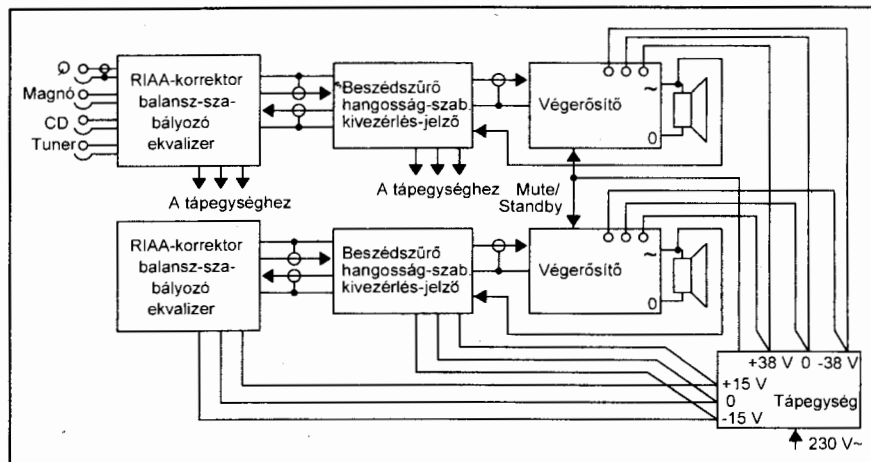 Magnó
CD
Tuner
RIAA-korrektor
balansz-sza-
bályozó
ekvalizer
Beszédszűrő
hangosság-szab.
kivezérlés-jelző
Végerősítő
~
0
A tápegységhez
A tápegységhez
Mute/
Standby
RIAA-korrektor
balansz-sza-
bályozó
ekvalizer
Beszédszűrő
hangosság-szab.
kivezérlés-jelző
Végerősítő
~
0
+38 V 0 -38 V
+15 V
0
-15 V
Tápegység
230 V~